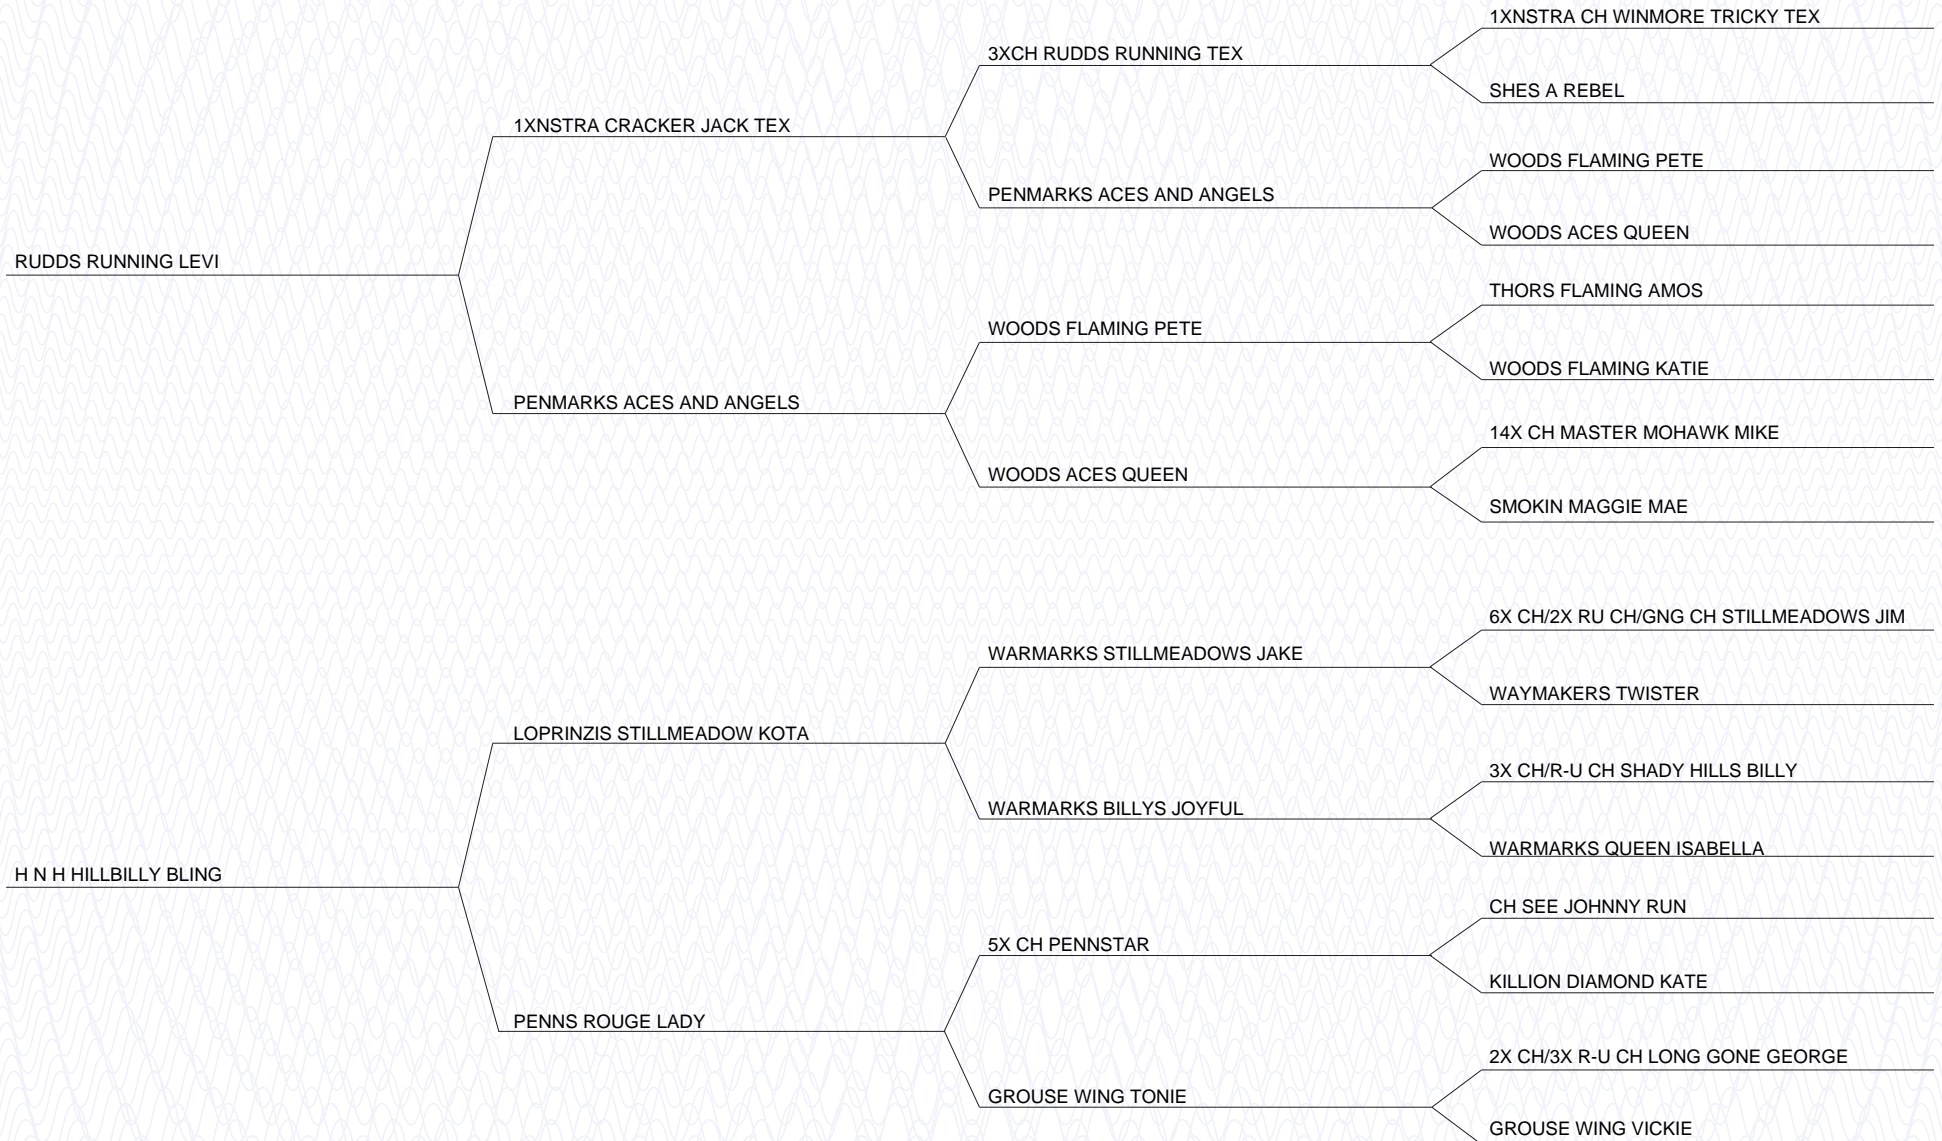 1XNSTRA CH WINMORE TRICKY TEX
3XCH RUDDS RUNNING TEX
SHES A REBEL
1XNSTRA CRACKER JACK TEX
WOODS FLAMING PETE
PENMARKS ACES AND ANGELS
WOODS ACES QUEEN
RUDDS RUNNING LEVI
THORS FLAMING AMOS
WOODS FLAMING PETE
WOODS FLAMING KATIE
PENMARKS ACES AND ANGELS
14X CH MASTER MOHAWK MIKE
WOODS ACES QUEEN
SMOKIN MAGGIE MAE
6X CH/2X RU CH/GNG CH STILLMEADOWS JIM
WARMARKS STILLMEADOWS JAKE
WAYMAKERS TWISTER
LOPRINZIS STILLMEADOW KOTA
3X CH/R-U CH SHADY HILLS BILLY
WARMARKS BILLYS JOYFUL
WARMARKS QUEEN ISABELLA
H N H HILLBILLY BLING
CH SEE JOHNNY RUN
5X CH PENNSTAR
KILLION DIAMOND KATE
PENNS ROUGE LADY
2X CH/3X R-U CH LONG GONE GEORGE
GROUSE WING TONIE
GROUSE WING VICKIE